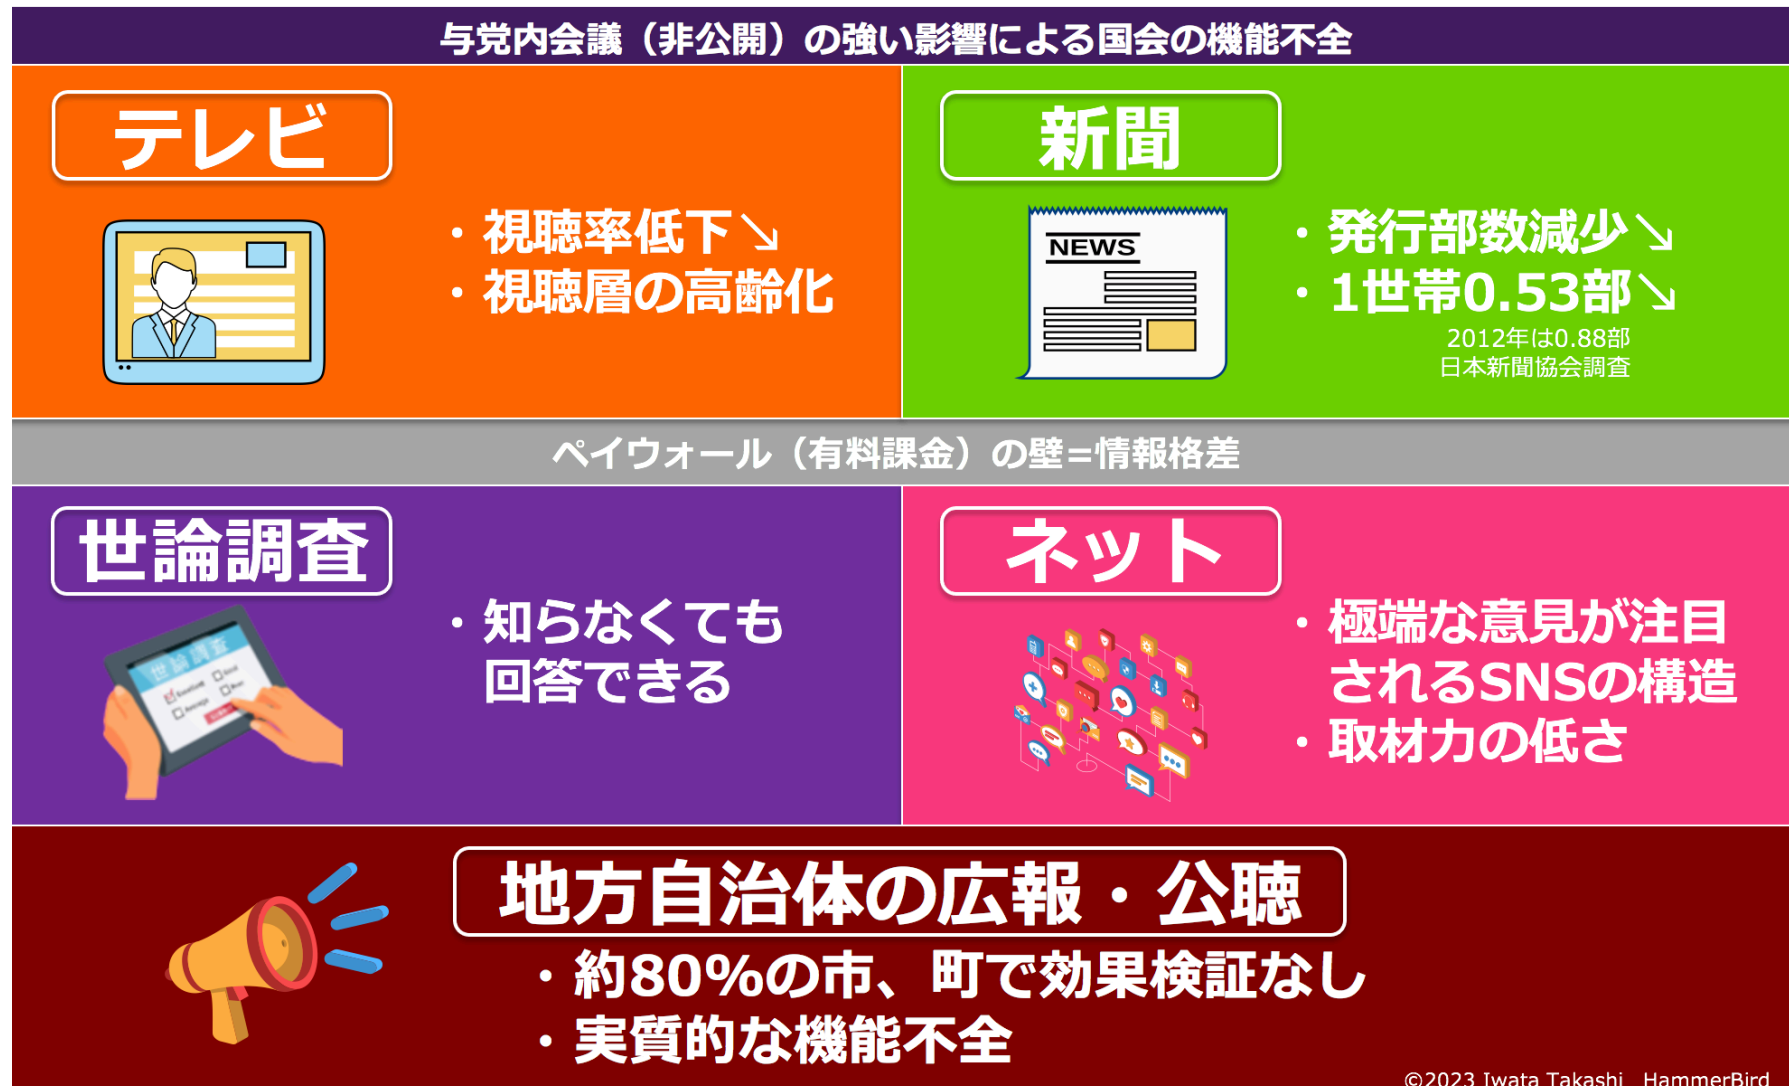 与党内会議（非公開）の強い影響による国会の機能不全
テレビ
・視聴率低下↘
・視聴層の高齢化
新聞
NEWS
・発行部数減少↘
・1世帯0.53部↘
2012年は0.88部
日本新聞協会調査
ペイウォール（有料課金）の壁=情報格差
世論調査
世論調査
Excellent
Good
Average
・知らなくても
回答できる
ネット
・極端な意見が注目
されるSNSの構造
・取材力の低さ
地方自治体の広報・公聴
・約80%の市、町で効果検証なし
・実質的な機能不全
©2023 Iwata Takashi HammerBird